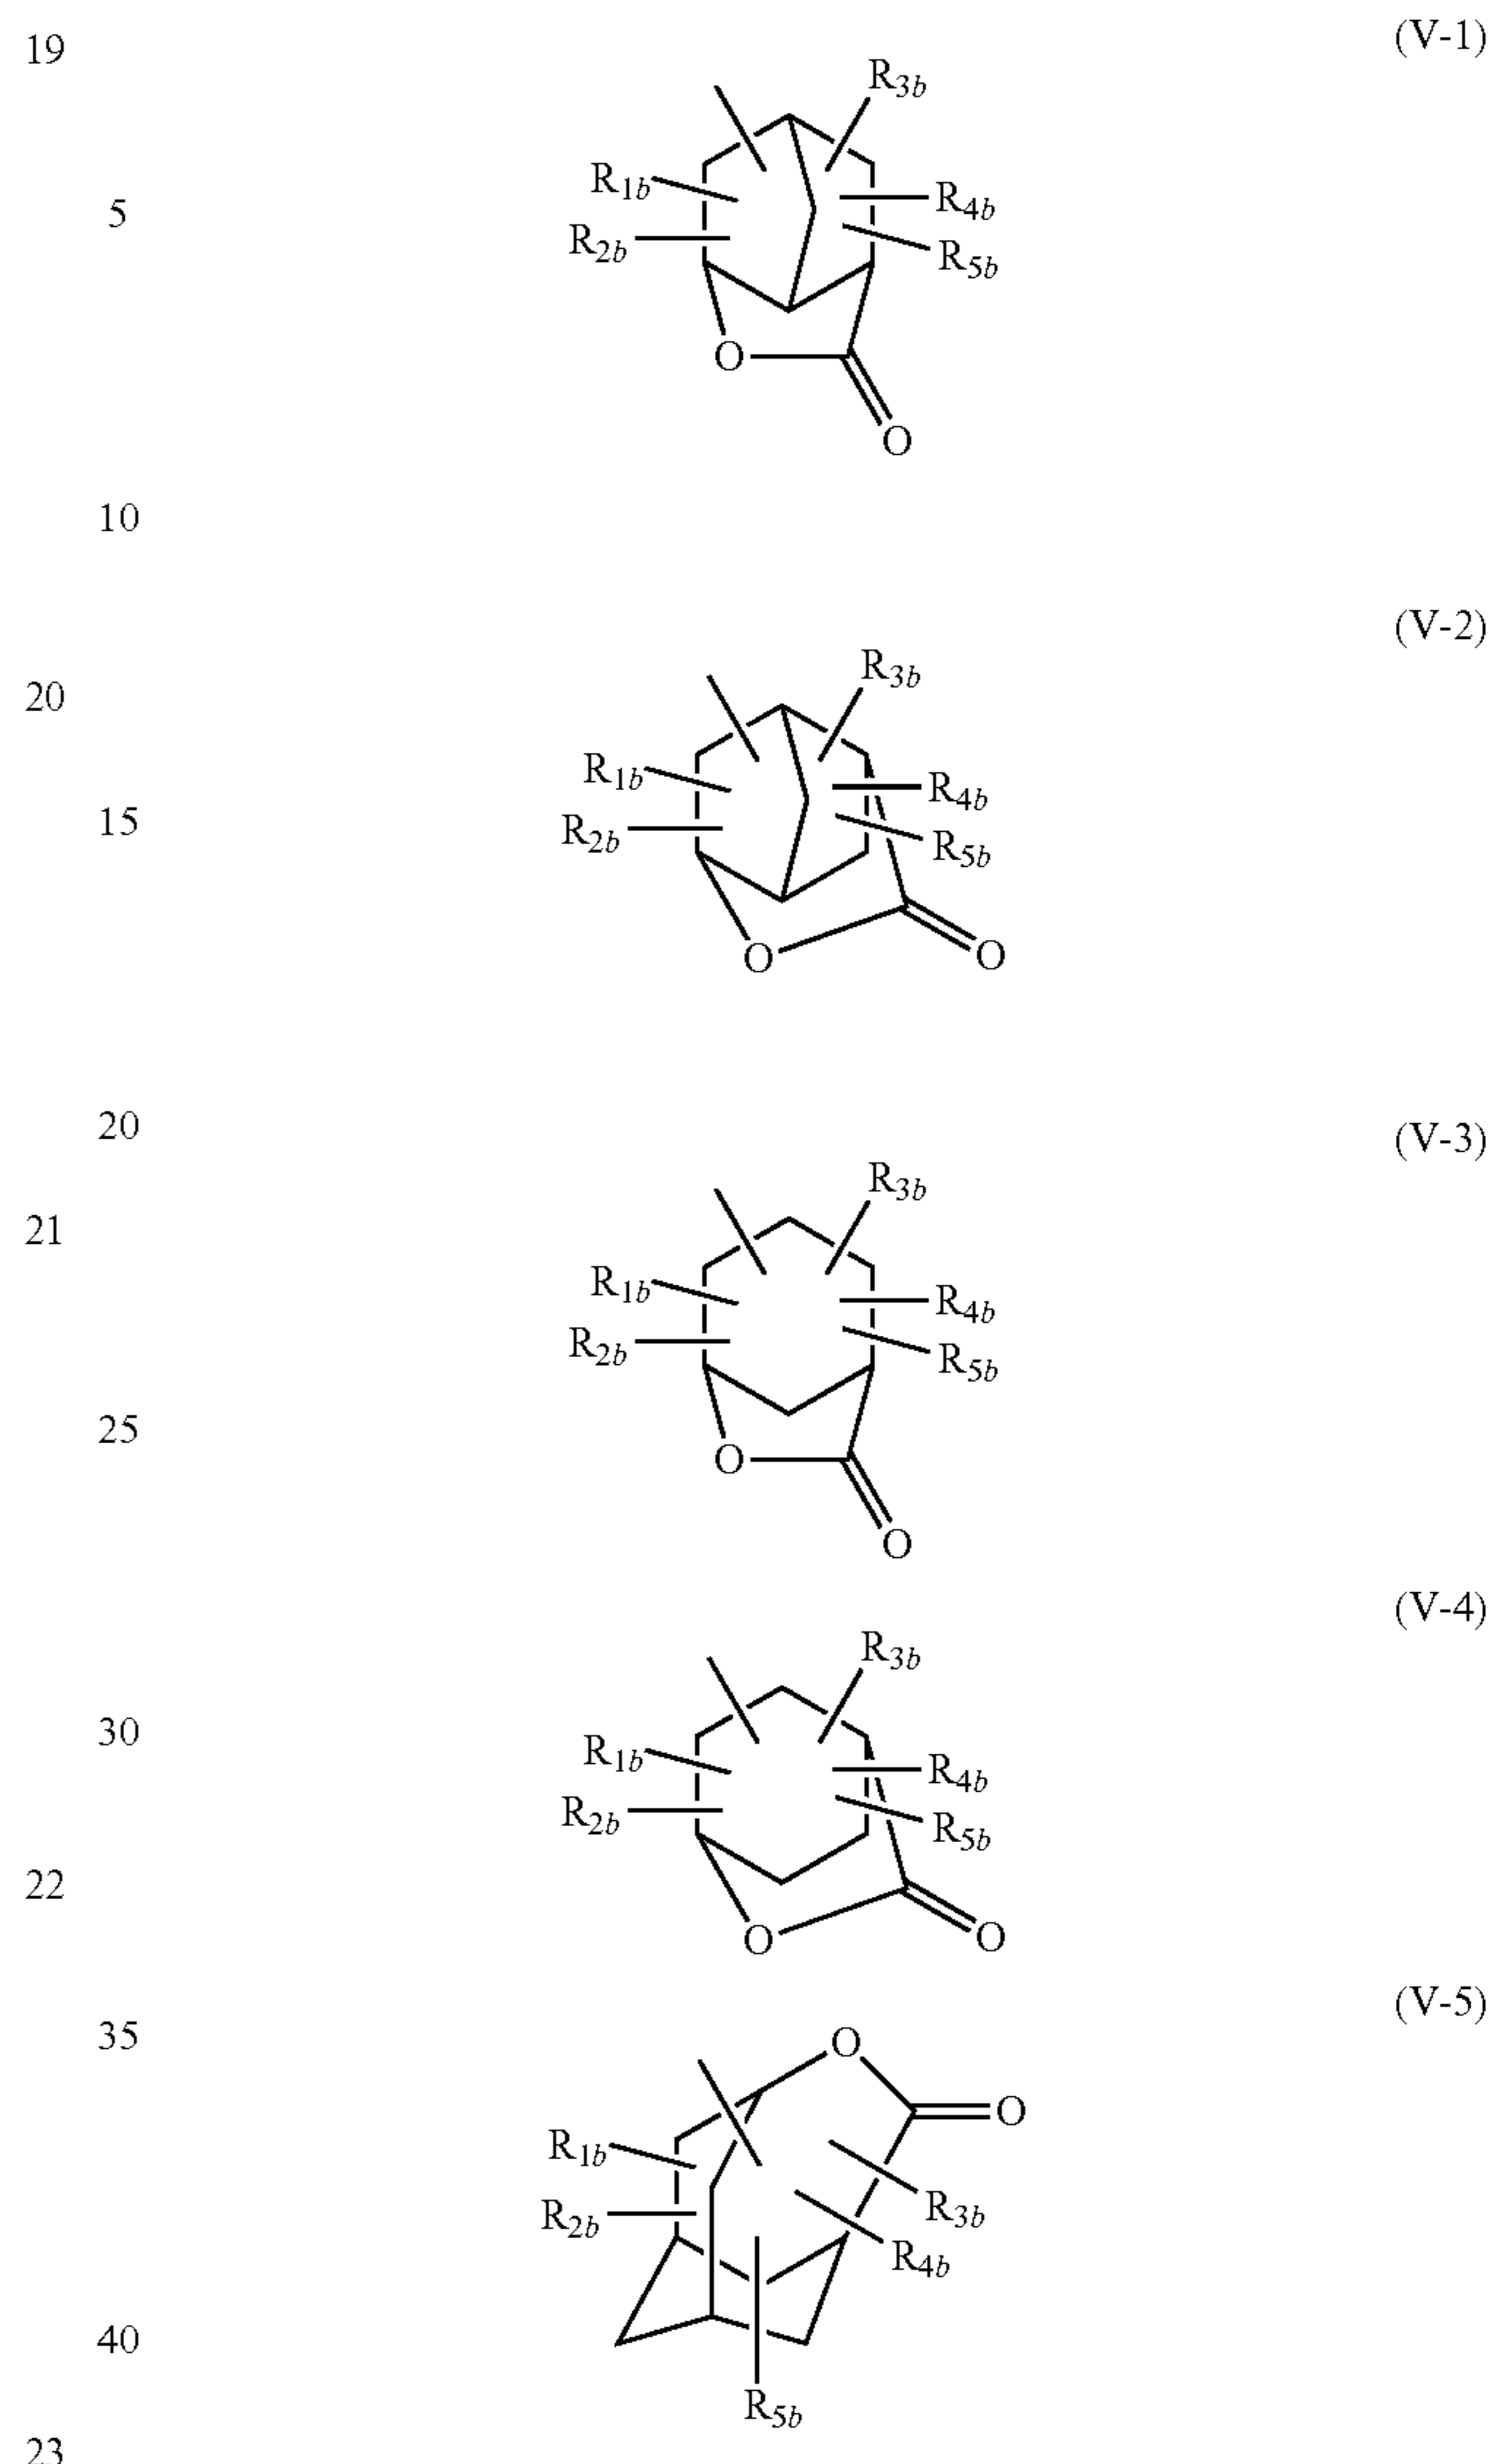 19 (V-1)
R3b
R1b
R4b
5
R2b
R5b
O
O
10
(V-2)
R3b
20
R1b
R4b
15
R2b
R5b
O
O
20
(V-3)
R3b
21
R1b
R4b
R2b
R5b
25
O
O
(V-4)
R3b
30
R1b
R4b
R2b
R5b
22
O
O
(V-5)
35
O
O
R1b
R3b
R2b
R4b
40
R5b
23